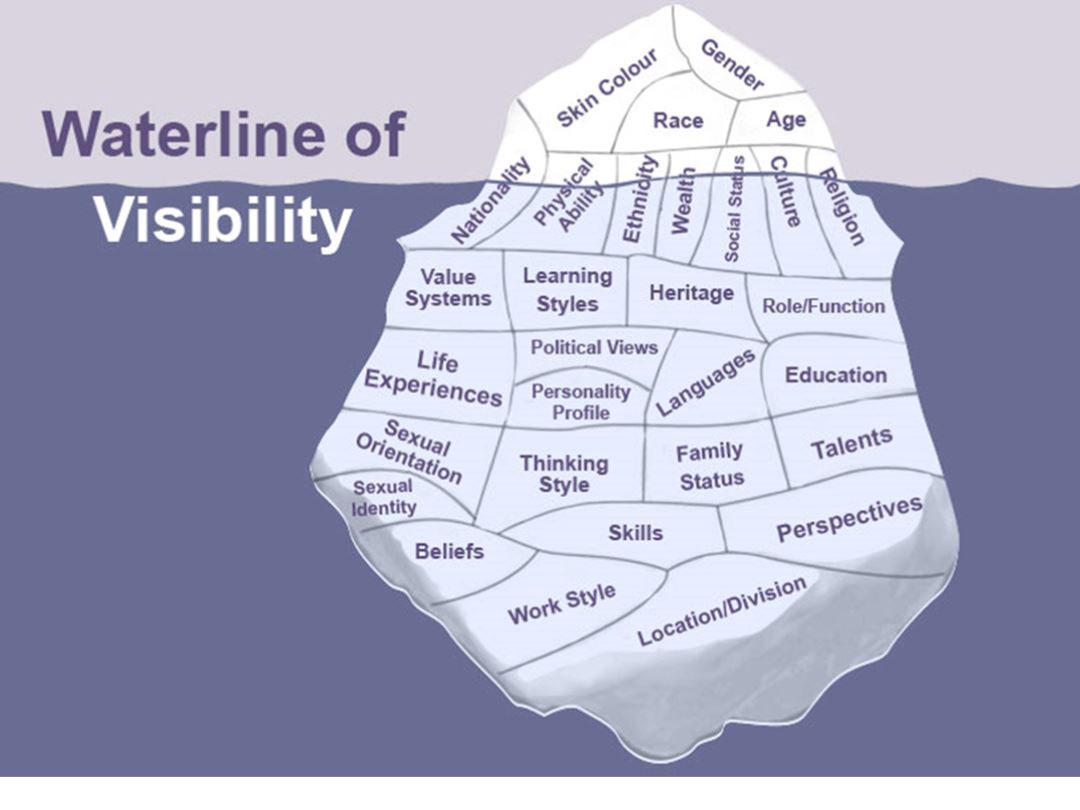 Waterline of
Visibility
Skin Colour
Gender
Race
Age
Nationality
Physical
Ability
Ethnicity
Wealth
Social Status
Culture
Religion
Value
Systems
Learning
Styles
Heritage
Role/Function
Life
Experiences
Political Views
Personality
Profile
Languages
Education
Sexual
Orientation
Thinking
Style
Family
Status
Talents
Sexual
Identity
Beliefs
Skills
Perspectives
Work Style
Location/Division